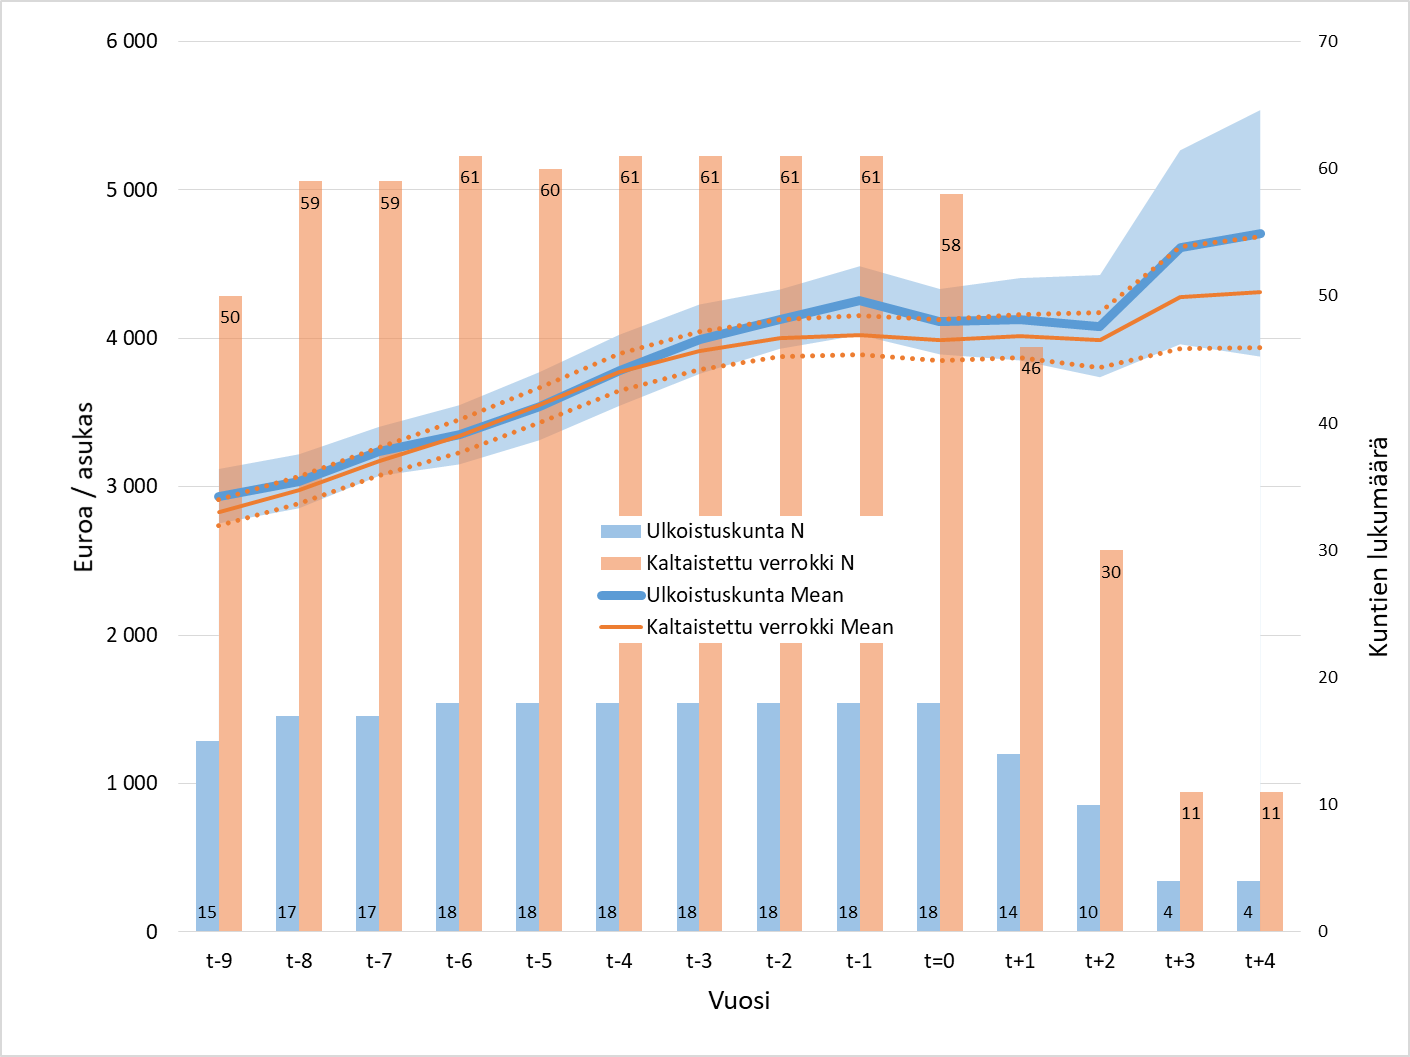 6 000
5 000
4 000
3 000
2 000
1 000
0
Euroa / asukas
70
60
50
40
30
20
10
0
Kuntien lukumäärä
50
59
59
61
60
61
61
61
61
58
46
30
11
11
Ulkoistuskunta N
Kaltaistettu verrokki N
Ulkoistuskunta Mean
Kaltaistettu verrokki Mean
15
17
17
18
18
18
18
18
18
18
14
10
4
4
t-9
t-8
t-7
t-6
t-5
t-4
t-3
t-2
t-1
t=0
t+1
t+2
t+3
t+4
Vuosi